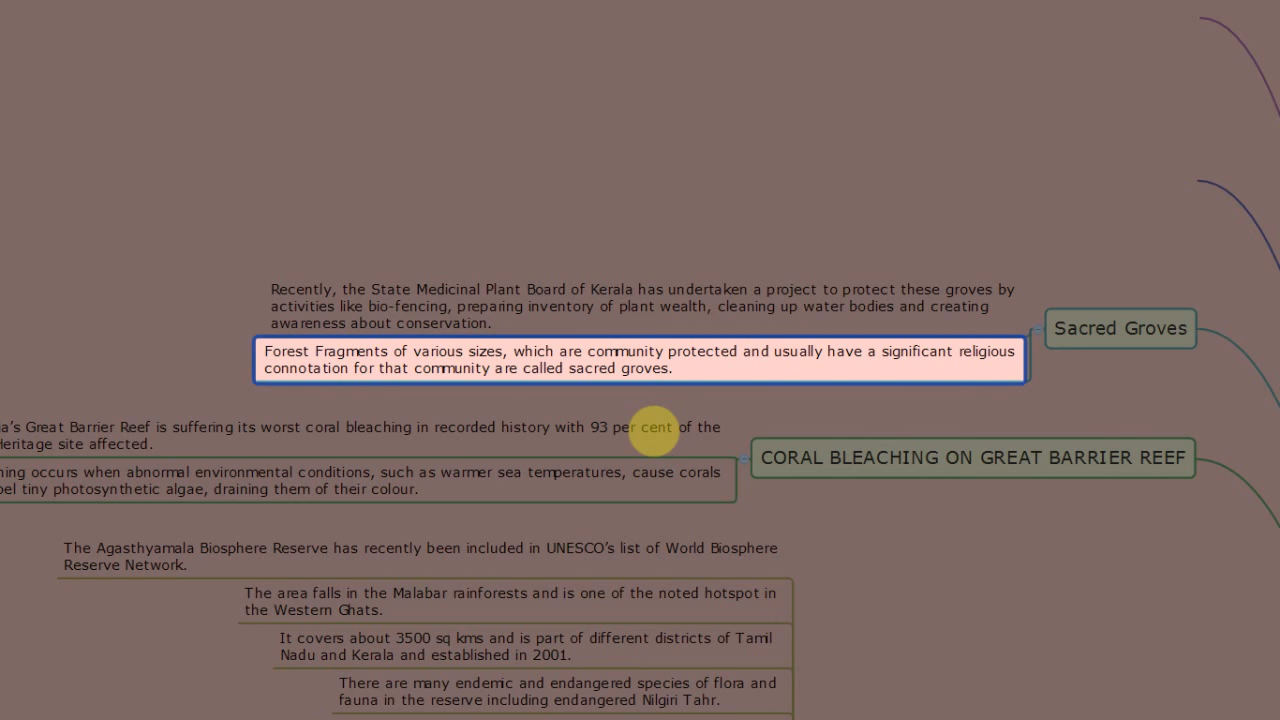 Recently, the State Medicinal Plant Board of Kerala has undertaken a project to protect these groves by
activities like bio-fencing, preparing inventory of plant wealth, cleaning up water bodies and creating
awareness about conservation.
Sacred Groves
Forest Fragments of various sizes, which are community protected and usually have a significant religious
connotation for that community are called sacred groves.
Great Barrier Reef is suffering its worst coral bleaching in recorded history with 93 per cent of the
Heritage site affected.
CORAL BLEACHING ON GREAT BARRIER REEF
occurs when abnormal environmental conditions, such as warmer sea temperatures, cause corals
tiny photosynthetic algae, draining them of their colour.
The Agasthyamala Biosphere Reserve has recently been included in UNESCO’s list of World Biosphere
Reserve Network.
The area falls in the Malabar rainforests and is one of the noted hotspot in
the Western Ghats.
It covers about 3500 sq kms and is part of different districts of Tamil
Nadu and Kerala and established in 2001.
There are many endemic and endangered species of flora and
fauna in the reserve including endangered Nilgiri Tahr.